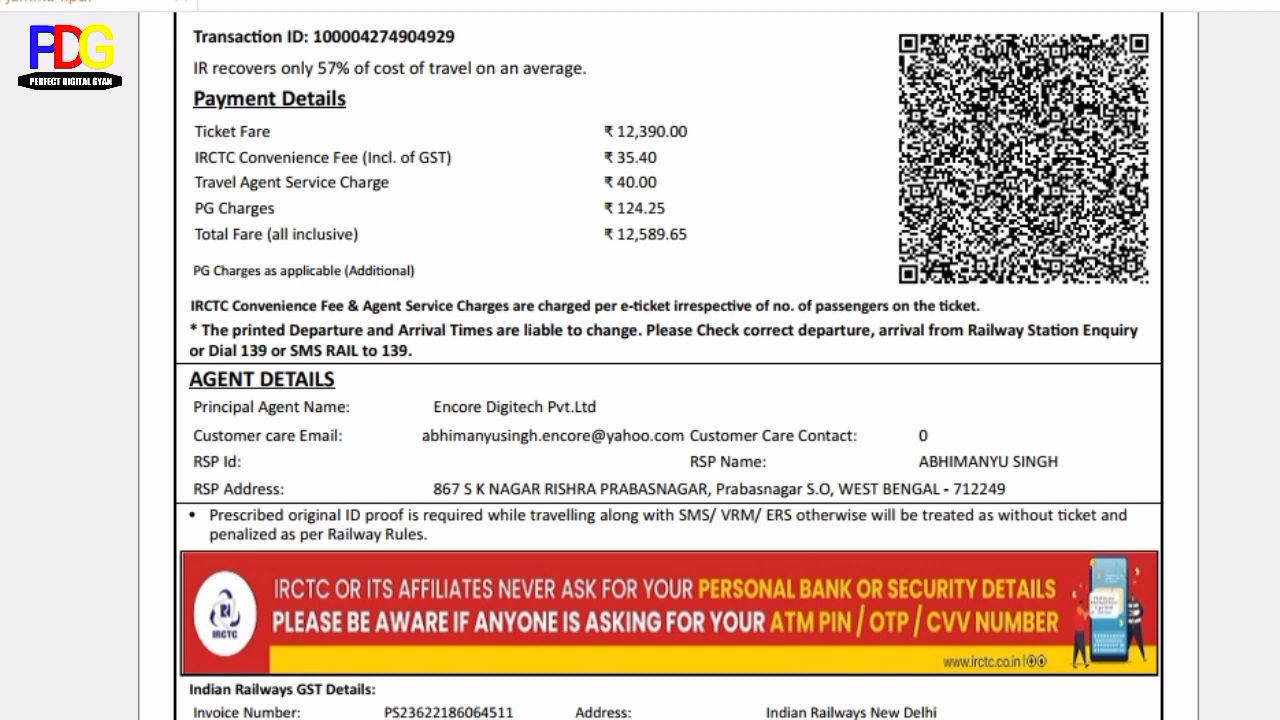 PDG
PERFECT DIGITAL GYAN
Transaction ID: 100004274904929
IR recovers only 57% of cost of travel on an average.
Payment Details
Ticket Fare ₹ 12,390.00
IRCTC Convenience Fee (Incl. of GST) ₹ 35.40
Travel Agent Service Charge ₹ 40.00
PG Charges ₹ 124.25
Total Fare (all inclusive) ₹ 12,589.65
PG Charges as applicable (Additional)
IRCTC Convenience Fee & Agent Service Charges are charged per e-ticket irrespective of no. of passengers on the ticket.
* The printed Departure and Arrival Times are liable to change. Please Check correct departure, arrival from Railway Station Enquiry
or Dial 139 or SMS RAIL to 139.
AGENT DETAILS
Principal Agent Name: Encore Digitech Pvt.Ltd
Customer care Email: abhimanyusingh.encore@yahoo.com Customer Care Contact: 0
RSP Id: RSP Name: ABHIMANYU SINGH
RSP Address: 867 S K NAGAR RISHRA PRABASNAGAR, Prabasnagar S.O, WEST BENGAL - 712249
• Prescribed original ID proof is required while travelling along with SMS/ VRM/ ERS otherwise will be treated as without ticket and
penalized as per Railway Rules.
IRCTC OR ITS AFFILIATES NEVER ASK FOR YOUR PERSONAL BANK OR SECURITY DETAILS
PLEASE BE AWARE IF ANYONE IS ASKING FOR YOUR ATM PIN / OTP / CVV NUMBER
IRCTC
www.irctc.co.in
Indian Railways GST Details:
Invoice Number: PS23622186064511 Address: Indian Railways New Delhi